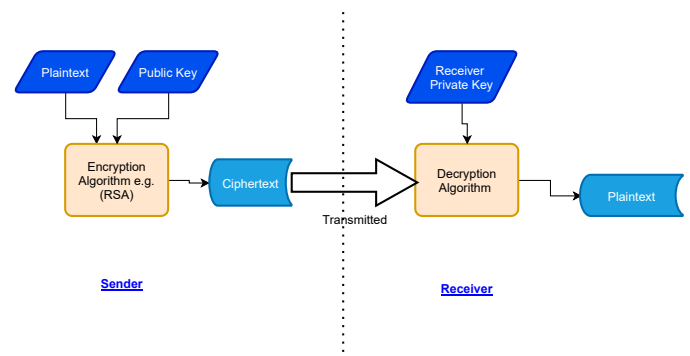 Plaintext
Public Key
Receiver
Private Key
Encryption
Algorithm e.g.
(RSA)
Ciphertext
Transmitted
Decryption
Algorithm
Plaintext
Sender
Receiver